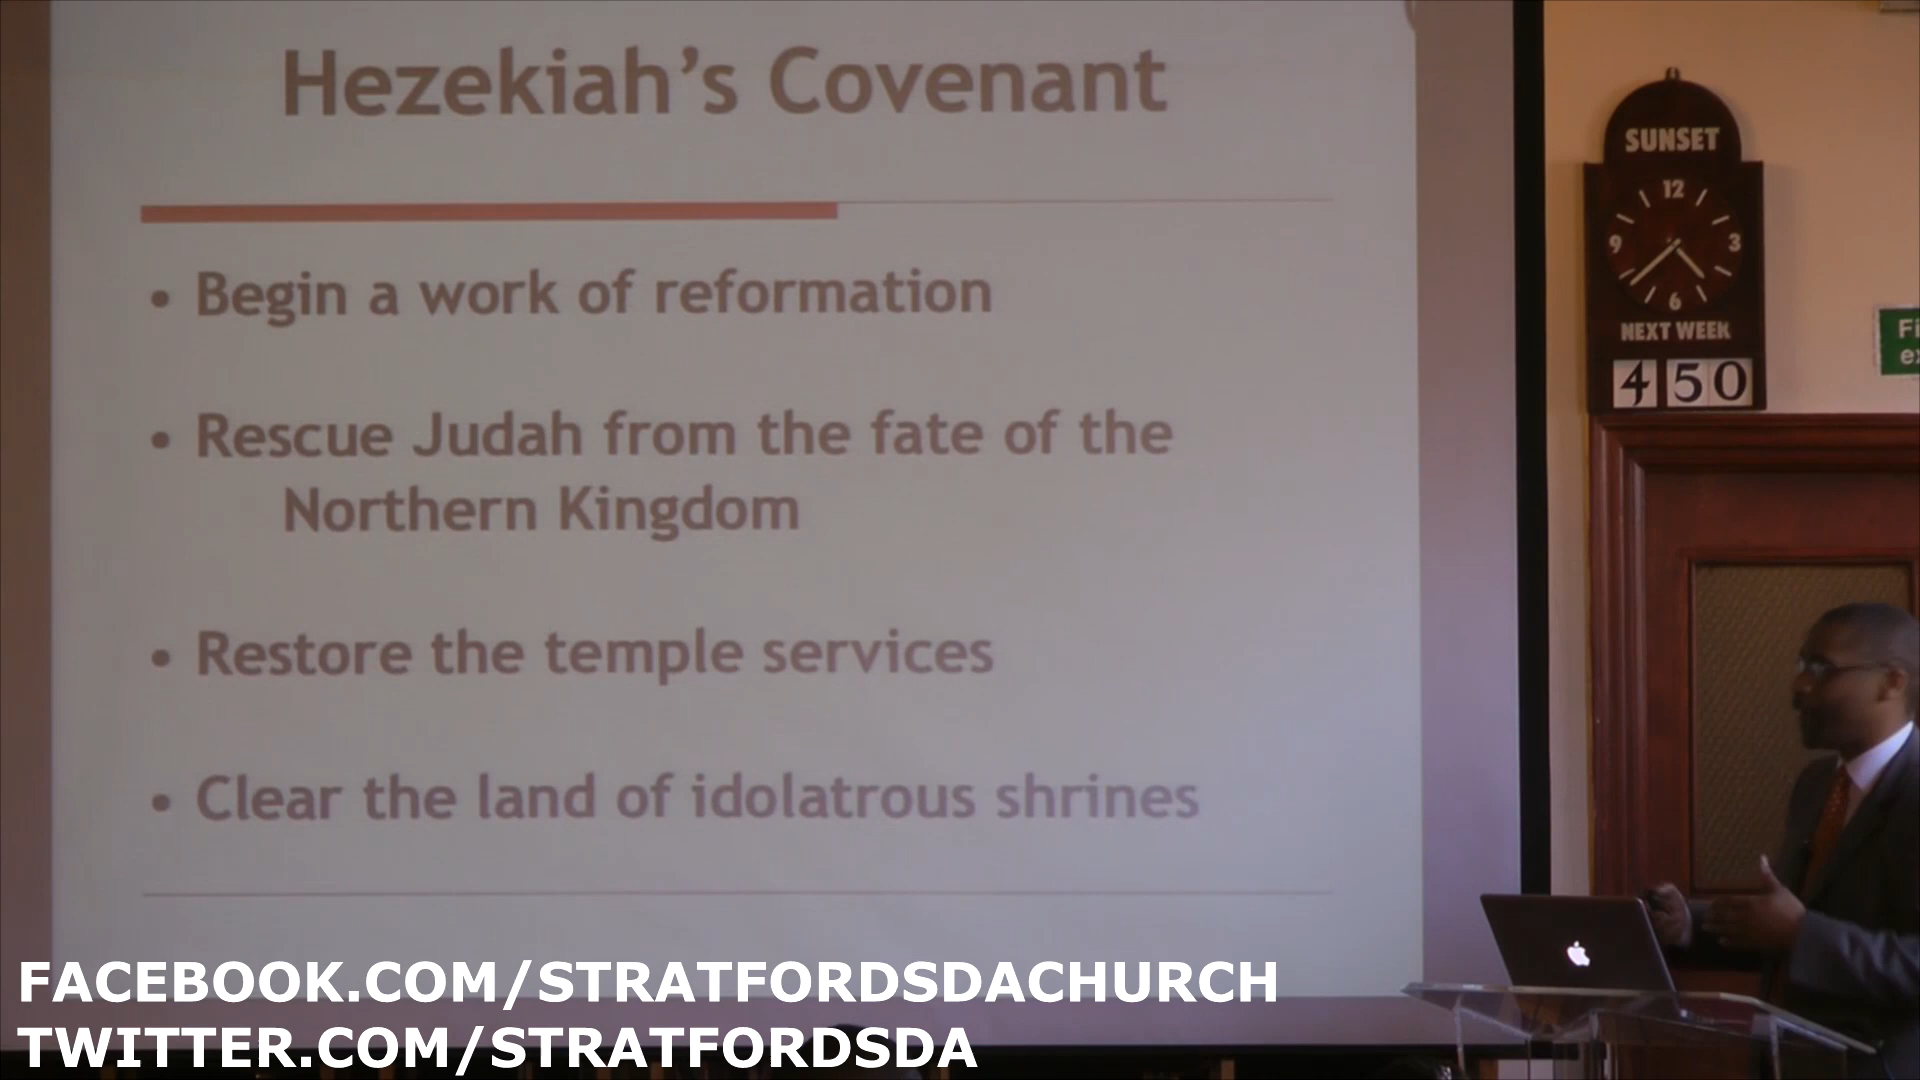 Hezekiah's Covenant
• Begin a work of reformation
• Rescue Judah from the fate of the
Northern Kingdom
• Restore the temple services
• Clear the land of idolatrous shrines
SUNSET
12
9 3
6
NEXT WEEK
4 50
Fi
ex
FACEBOOK.COM/STRATFORDSDACHURCH
TWITTER.COM/STRATFORDSDA